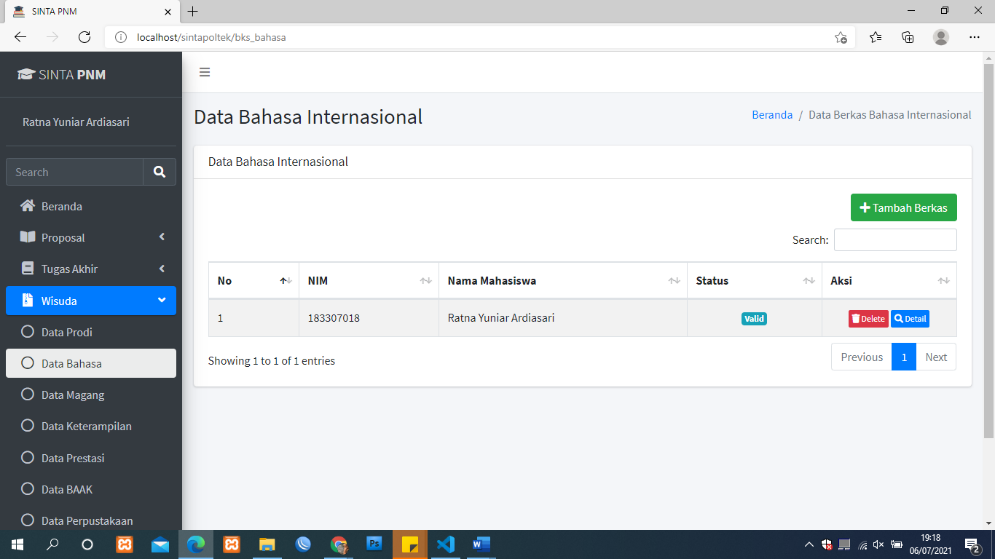 SINTA PNM
localhost/sintapoltek/bks_bahasa
SINTA PNM
Ratna Yuniar Ardiasari
Search
Beranda
Proposal
Tugas Akhir
Wisuda
Data Prodi
Data Bahasa
Data Magang
Data Keterampilan
Data Prestasi
Data BAAK
Data Perpustakaan
Data Bahasa Internasional
Beranda / Data Berkas Bahasa Internasional
Data Bahasa Internasional
Tambah Berkas
Search:
No NIM Nama Mahasiswa Status Aksi
1 183307018 Ratna Yuniar Ardiasari Valid Delete Detail
Showing 1 to 1 of 1 entries
Previous 1 Next
19:18
06/07/2021
2